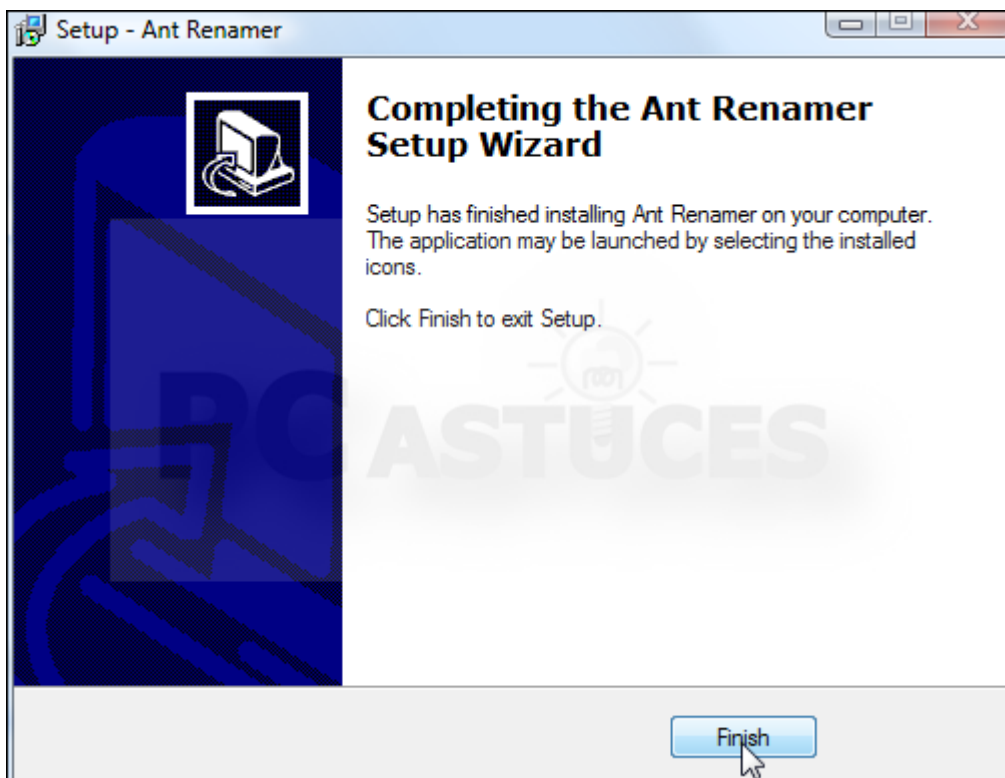 Setup - Ant Renamer
Completing the Ant Renamer
Setup Wizard
Setup has finished installing Ant Renamer on your computer.
The application may be launched by selecting the installed
icons.
Click Finish to exit Setup.
PC ASTUCES
Finish